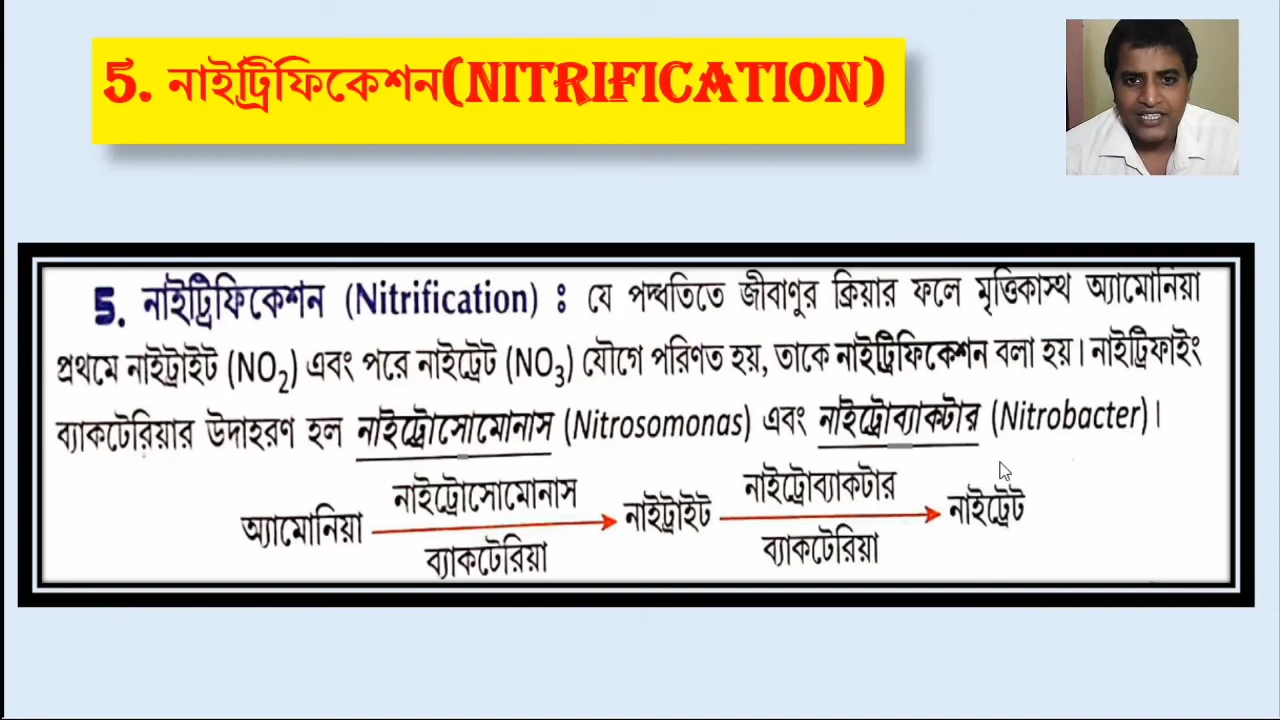 5. নাইট্রিফিকেশন(NITRIFICATION)
5. নাইট্রিফিকেশন (Nitrification) : যে পদ্ধতিতে জীবাণুর ক্রিয়ার ফলে মৃত্তিকাস্থ অ্যামোনিয়া
প্রথমে নাইট্রাইট (NO₂) এবং পরে নাইট্রেট (NO₃) যৌগে পরিণত হয়, তাকে নাইট্রিফিকেশন বলা হয়। নাইট্রিফাইং
ব্যাকটেরিয়ার উদাহরণ হল নাইট্রোসোমোনাস (Nitrosomonas) এবং নাইট্রোব্যাকটার (Nitrobacter)।
নাইট্রোসোমোনাস নাইট্রোব্যাকটার
অ্যামোনিয়া নাইট্রাইট নাইট্রেট
ব্যাকটেরিয়া ব্যাকটেরিয়া